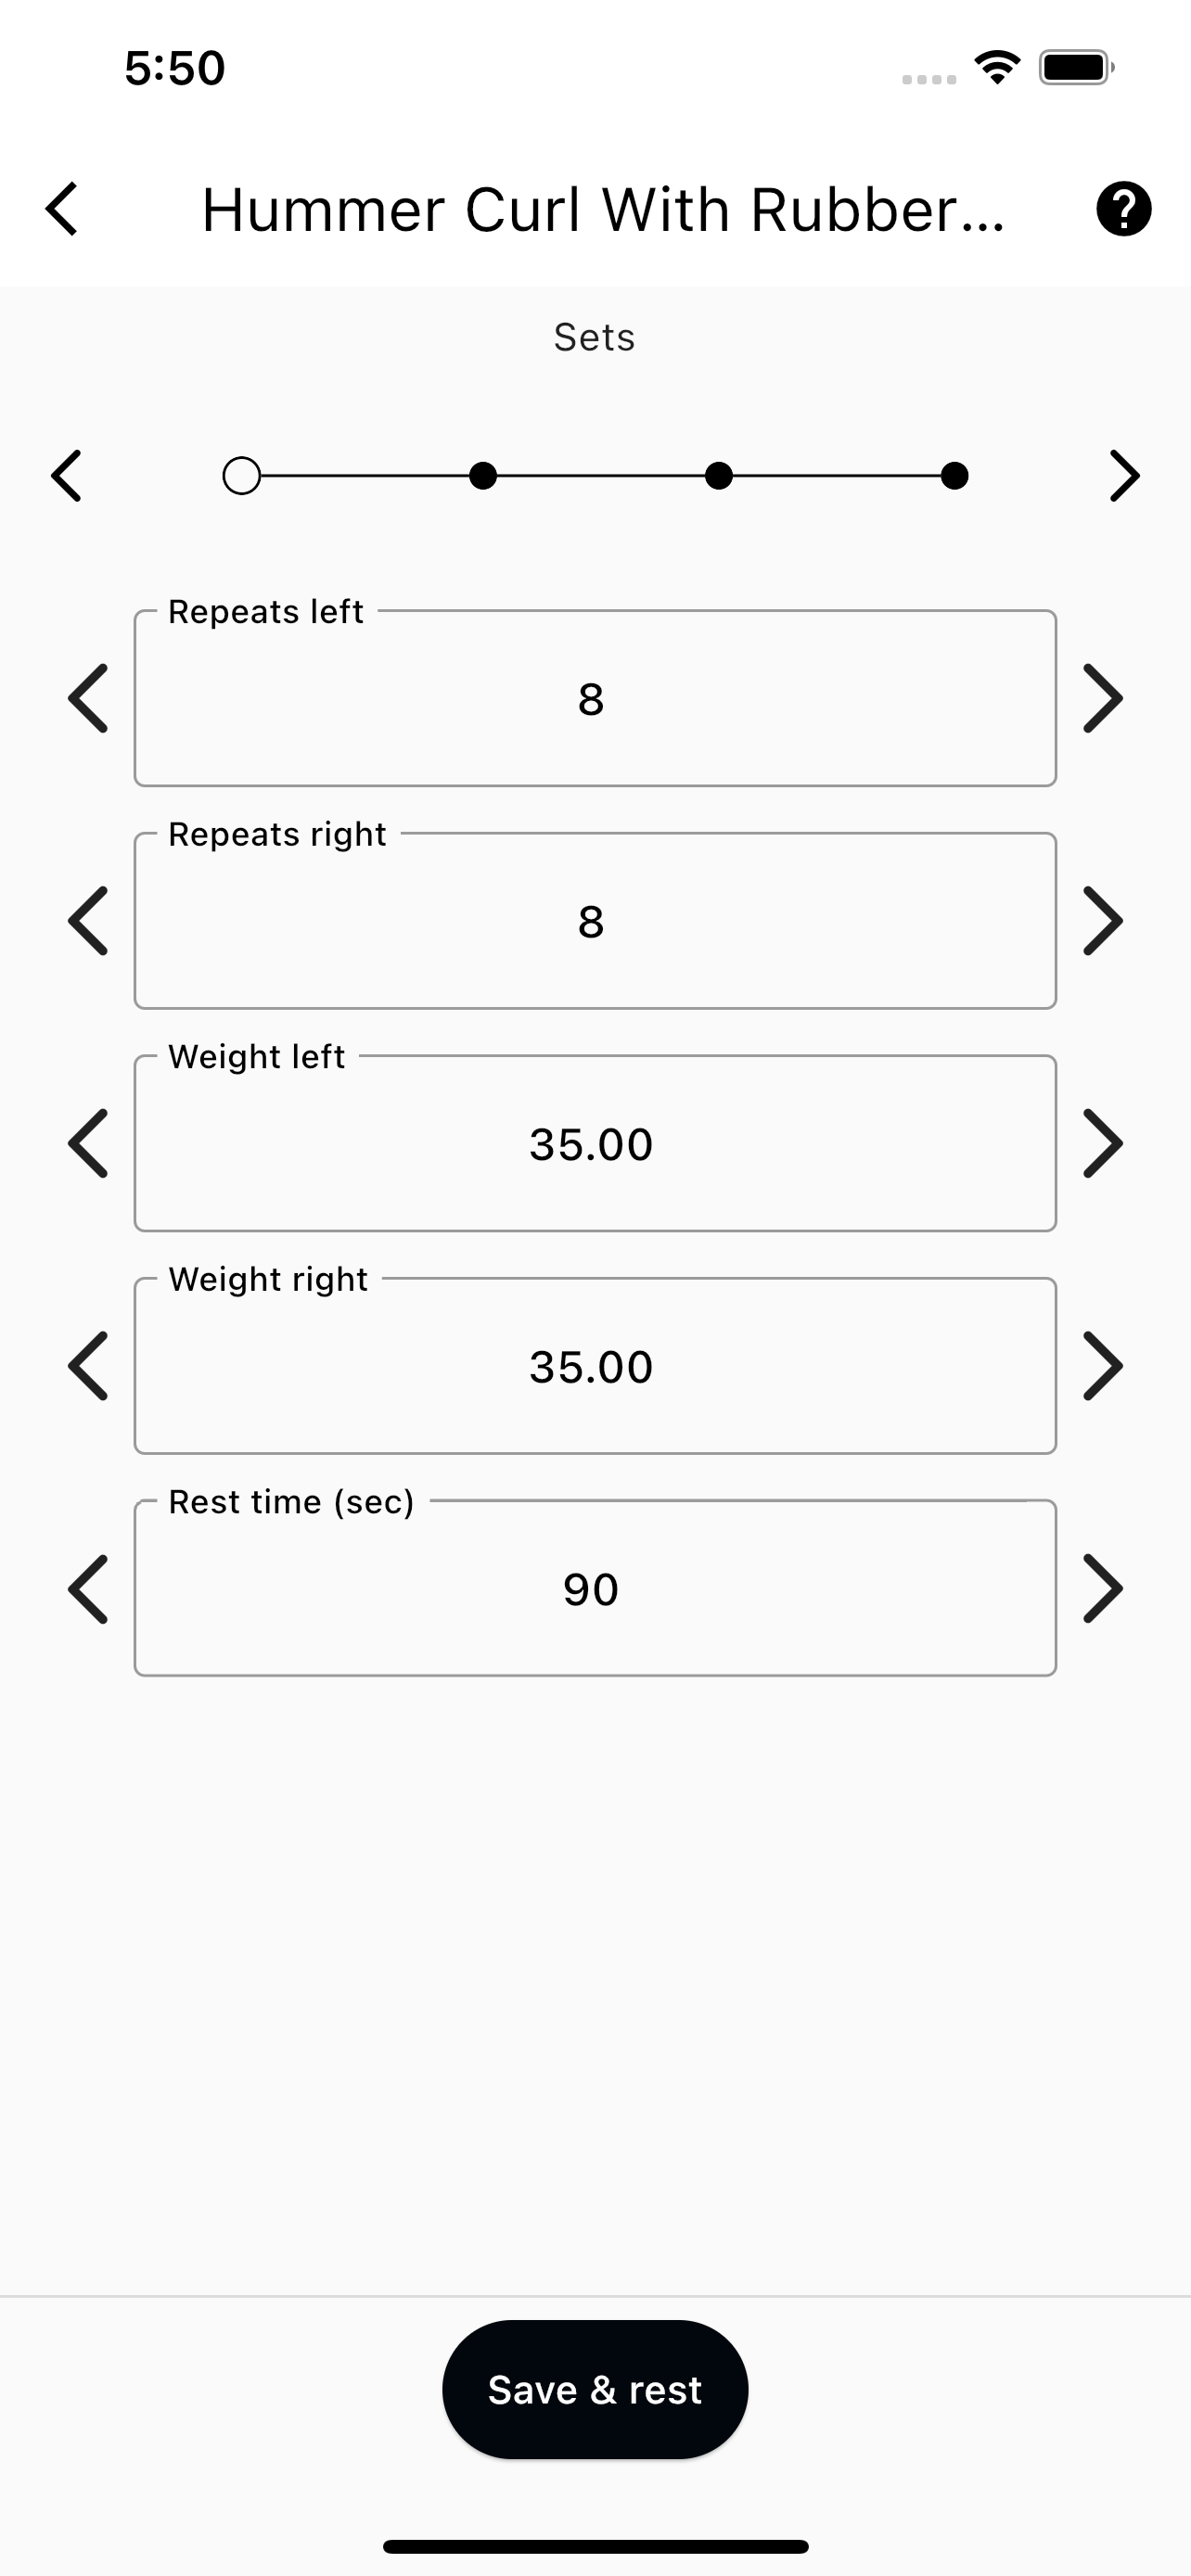 5:50
Hummer Curl With Rubber...
Sets
Repeats left
8
Repeats right
8
Weight left
35.00
Weight right
35.00
Rest time (sec)
90
Save & rest